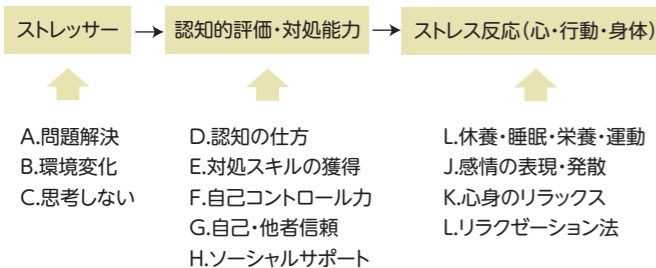 ストレッサー → 認知的評価・対処能力 → ストレス反応(心・行動・身体)
A.問題解決
B.環境変化
C.思考しない
D.認知の仕方
E.対処スキルの獲得
F.自己コントロール力
G.自己・他者信頼
H.ソーシャルサポート
L.休養・睡眠・栄養・運動
J.感情の表現・発散
K.心身のリラックス
L.リラクゼーション法